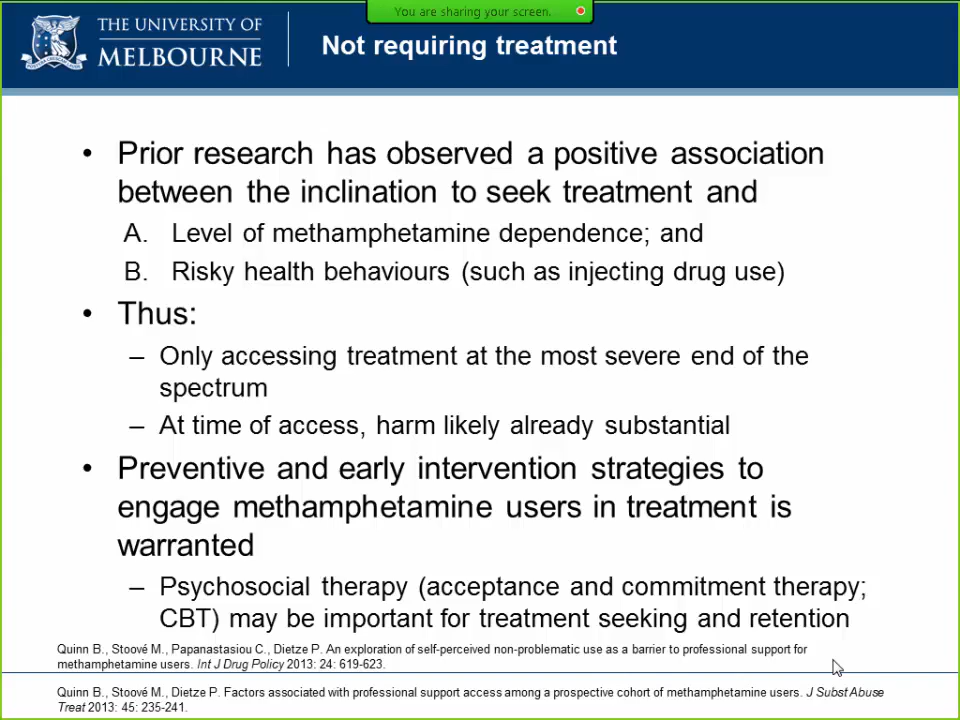 You are sharing your screen.
THE UNIVERSITY OF
MELBOURNE
Not requiring treatment
• Prior research has observed a positive association
between the inclination to seek treatment and
A. Level of methamphetamine dependence; and
B. Risky health behaviours (such as injecting drug use)
• Thus:
– Only accessing treatment at the most severe end of the
spectrum
– At time of access, harm likely already substantial
• Preventive and early intervention strategies to
engage methamphetamine users in treatment is
warranted
– Psychosocial therapy (acceptance and commitment therapy;
CBT) may be important for treatment seeking and retention
Quinn B., Stoové M., Papanastasiou C., Dietze P. An exploration of self-perceived non-problematic use as a barrier to professional support for
methamphetamine users. Int J Drug Policy 2013: 24: 619-623.
Quinn B., Stoové M., Dietze P. Factors associated with professional support access among a prospective cohort of methamphetamine users. J Subst Abuse
Treat 2013: 45: 235-241.